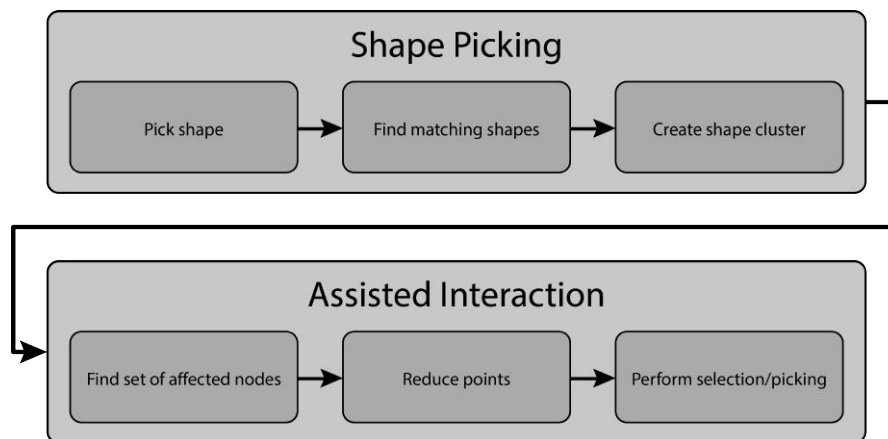 Shape Picking
Pick shape
Find matching shapes
Create shape cluster
Assisted Interaction
Find set of affected nodes
Reduce points
Perform selection/picking